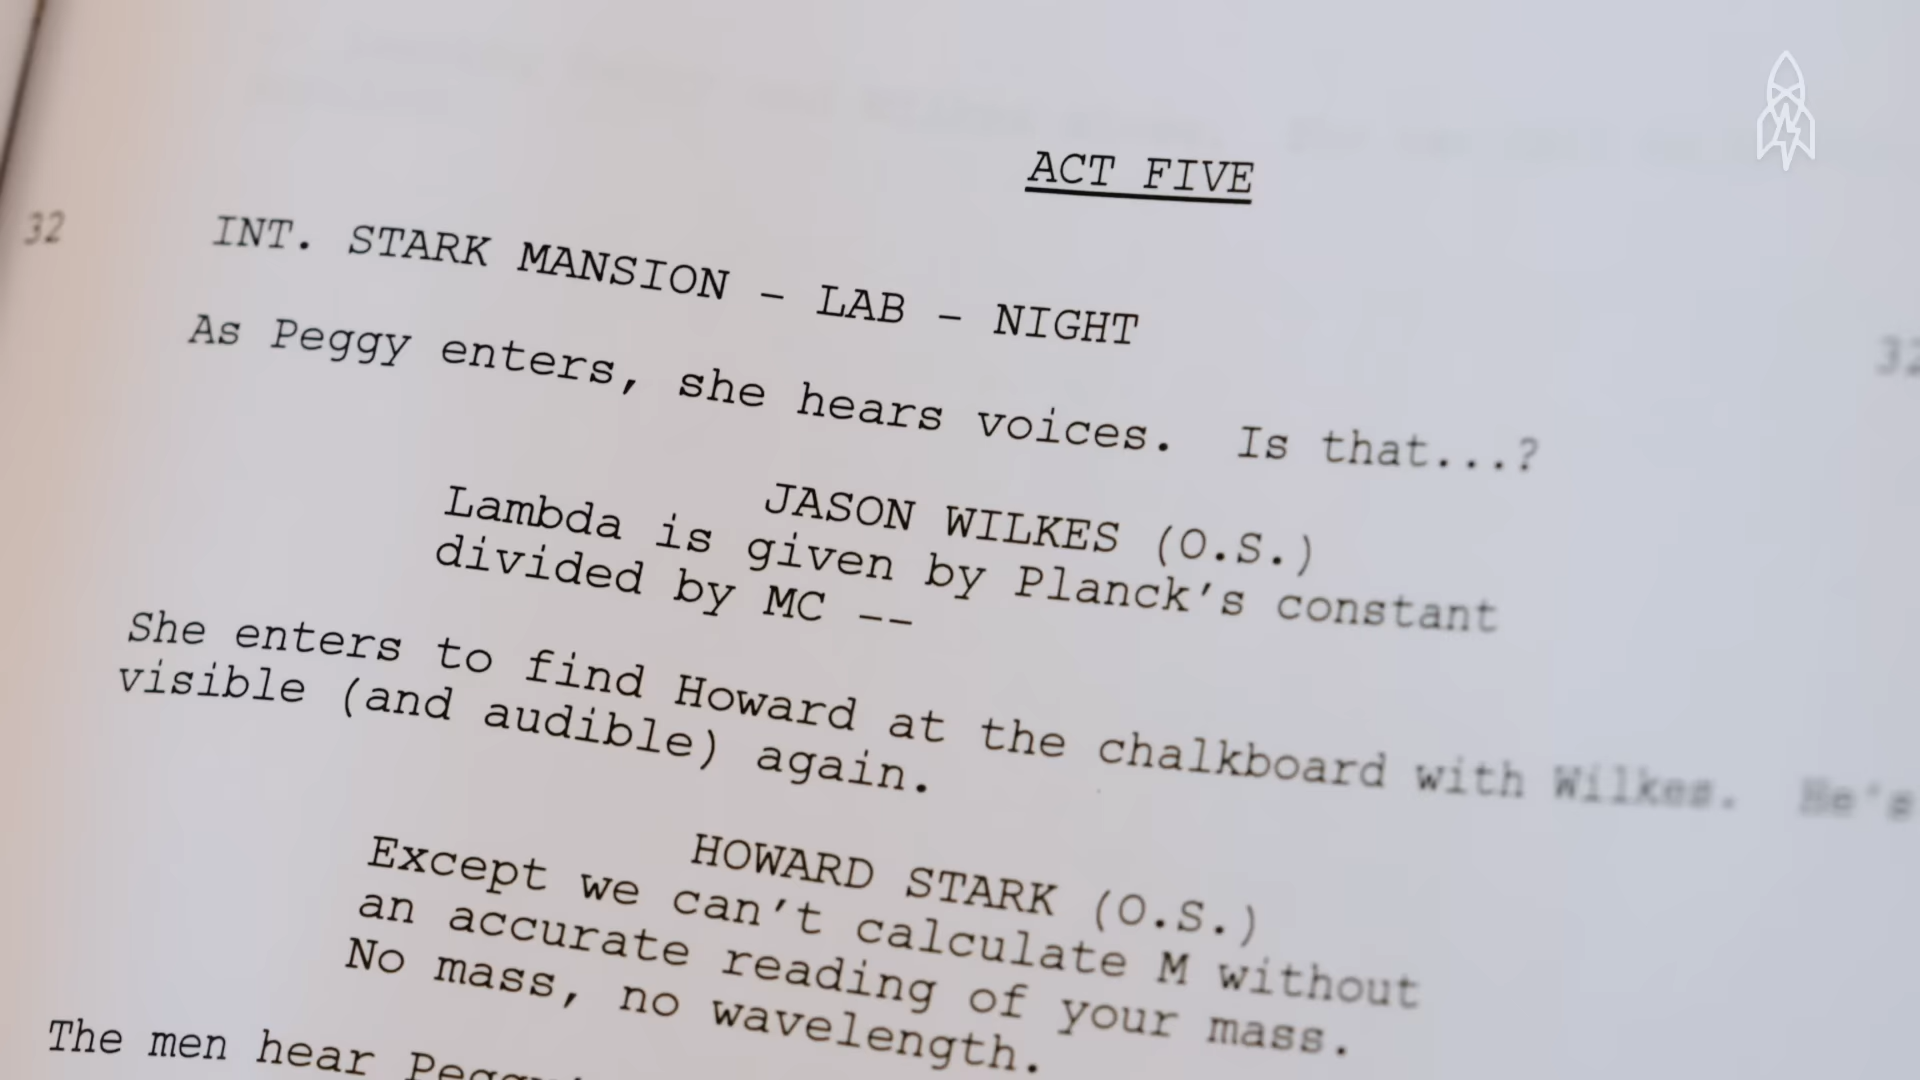 ACT FIVE
32 INT. STARK MANSION - LAB - NIGHT 32
As Peggy enters, she hears voices. Is that...?
JASON WILKES (O.S.)
Lambda is given by Planck's constant
divided by MC --
She enters to find Howard at the chalkboard with Wilkes. He's
visible (and audible) again.
HOWARD STARK (O.S.)
Except we can't calculate M without
an accurate reading of your mass.
No mass, no wavelength.
The men hear